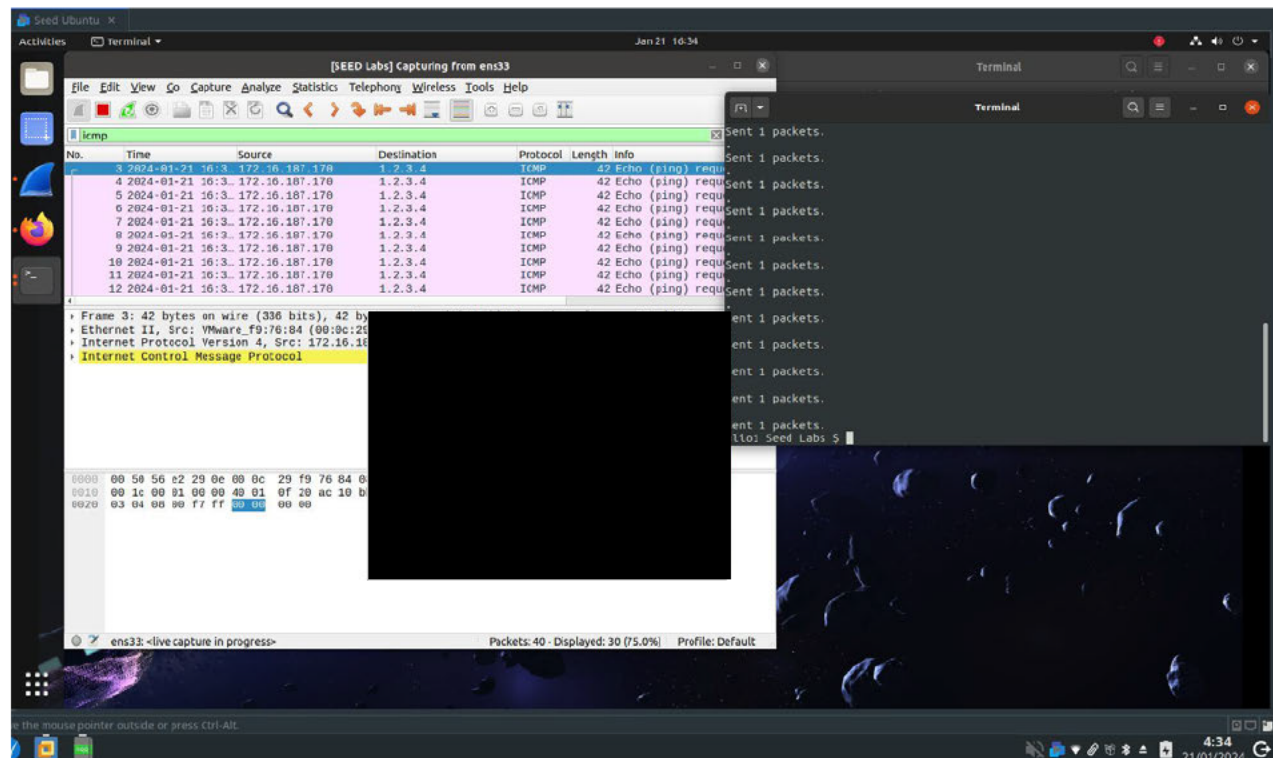 Seed Ubuntu ×
Activities Terminal Jan 21 16:34
[SEED Labs] Capturing from ens33
Terminal
File Edit View Go Capture Analyze Statistics Telephony Wireless Tools Help
Terminal
icmp
No. Time Source Destination Protocol Length Info
3 2024-01-21 16:3… 172.16.187.170 1.2.3.4 ICMP 42 Echo (ping) requ
4 2024-01-21 16:3… 172.16.187.170 1.2.3.4 ICMP 42 Echo (ping) requ
5 2024-01-21 16:3… 172.16.187.170 1.2.3.4 ICMP 42 Echo (ping) requ
6 2024-01-21 16:3… 172.16.187.170 1.2.3.4 ICMP 42 Echo (ping) requ
7 2024-01-21 16:3… 172.16.187.170 1.2.3.4 ICMP 42 Echo (ping) requ
8 2024-01-21 16:3… 172.16.187.170 1.2.3.4 ICMP 42 Echo (ping) requ
9 2024-01-21 16:3… 172.16.187.170 1.2.3.4 ICMP 42 Echo (ping) requ
10 2024-01-21 16:3… 172.16.187.170 1.2.3.4 ICMP 42 Echo (ping) requ
11 2024-01-21 16:3… 172.16.187.170 1.2.3.4 ICMP 42 Echo (ping) requ
12 2024-01-21 16:3… 172.16.187.170 1.2.3.4 ICMP 42 Echo (ping) requ
Frame 3: 42 bytes on wire (336 bits), 42 by
Ethernet II, Src: VMware_f9:76:84 (00:0c:29
Internet Protocol Version 4, Src: 172.16.18
Internet Control Message Protocol
0000 00 50 56 e2 29 0e 00 0c 29 f9 76 84 0
0010 00 1c 00 01 00 00 40 01 0f 20 ac 10 b
0020 03 04 08 00 f7 ff 00 00 00 00
ens33: <live capture in progress> Packets: 40 · Displayed: 30 (75.0%) Profile: Default
Sent 1 packets.
.
Sent 1 packets.
.
Sent 1 packets.
.
Sent 1 packets.
.
Sent 1 packets.
.
Sent 1 packets.
.
Sent 1 packets.
.
ent 1 packets.
ent 1 packets.
ent 1 packets.
ent 1 packets.
ent 1 packets.
llo: Seed Labs $
e the mouse pointer outside or press Ctrl-Alt.
4:34
21/01/2024